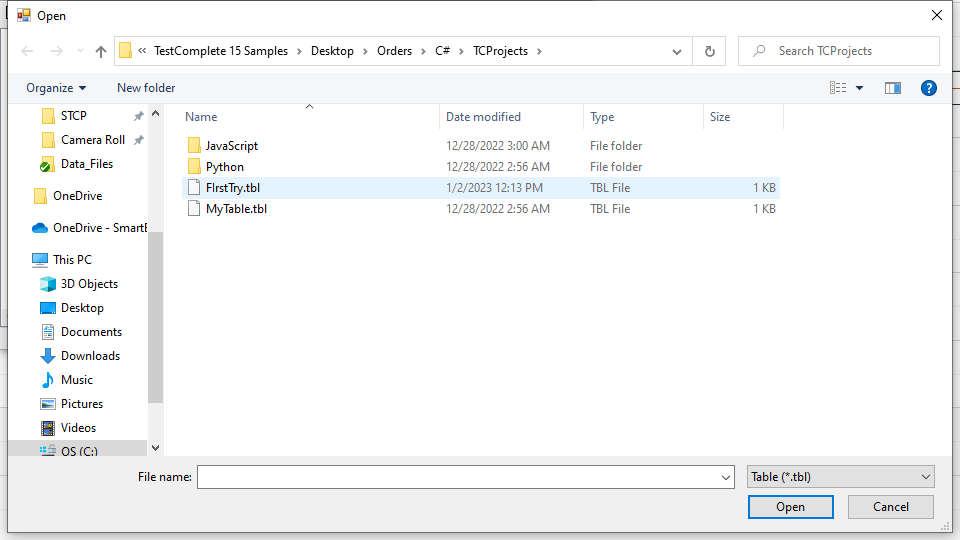 Open
« TestComplete 15 Samples > Desktop > Orders > C# > TCProjects >
Search TCProjects
Organize New folder
STCP
Camera Roll
Data_Files
OneDrive
OneDrive - SmartB
This PC
3D Objects
Desktop
Documents
Downloads
Music
Pictures
Videos
OS (C:)
Name Date modified Type Size
JavaScript 12/28/2022 3:00 AM File folder
Python 12/28/2022 2:56 AM File folder
FIrstTry.tbl 1/2/2023 12:13 PM TBL File 1 KB
MyTable.tbl 12/28/2022 2:56 AM TBL File 1 KB
File name: Table (*.tbl)
Open Cancel